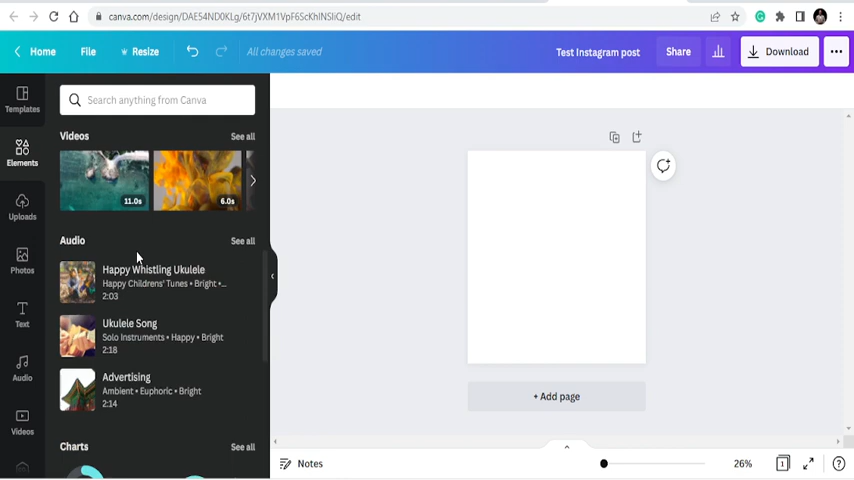 canva.com/design/DAE54ND0KLg/6t7jVXM1VpF6ScKhlNSliQ/edit
Home
File
Resize
All changes saved
Test Instagram post
Share
Download
Templates
Elements
Uploads
Photos
Text
Audio
Videos
Search anything from Canva
Videos
See all
11.0s
6.0s
Audio
See all
Happy Whistling Ukulele
Happy Childrens' Tunes • Bright •...
2:03
Ukulele Song
Solo Instruments • Happy • Bright
2:18
Advertising
Ambient • Euphoric • Bright
2:14
Charts
See all
+ Add page
Notes
26%
1